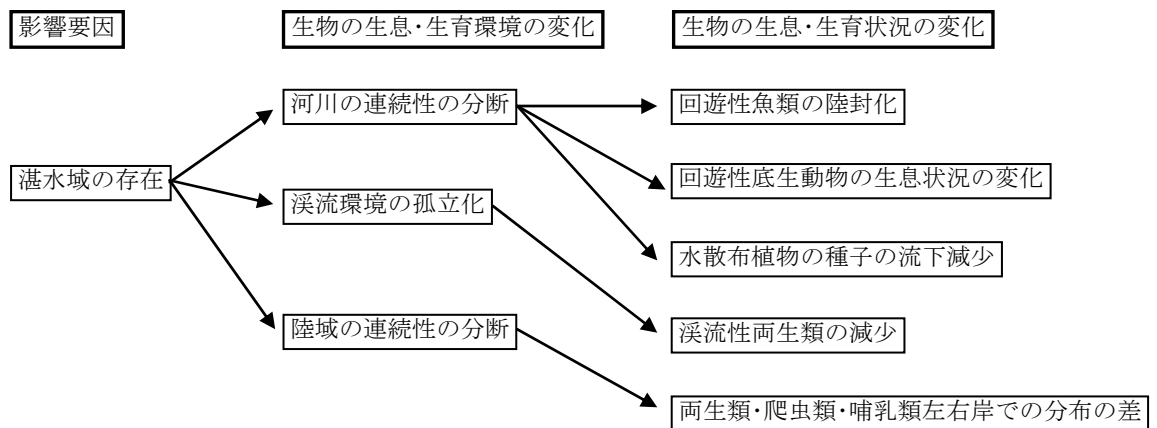 影響要因
生物の生息･生育環境の変化
生物の生息･生育状況の変化
河川の連続性の分断
回遊性魚類の陸封化
湛水域の存在
回遊性底生動物の生息状況の変化
渓流環境の孤立化
水散布植物の種子の流下減少
陸域の連続性の分断
渓流性両生類の減少
両生類･爬虫類･哺乳類左右岸での分布の差